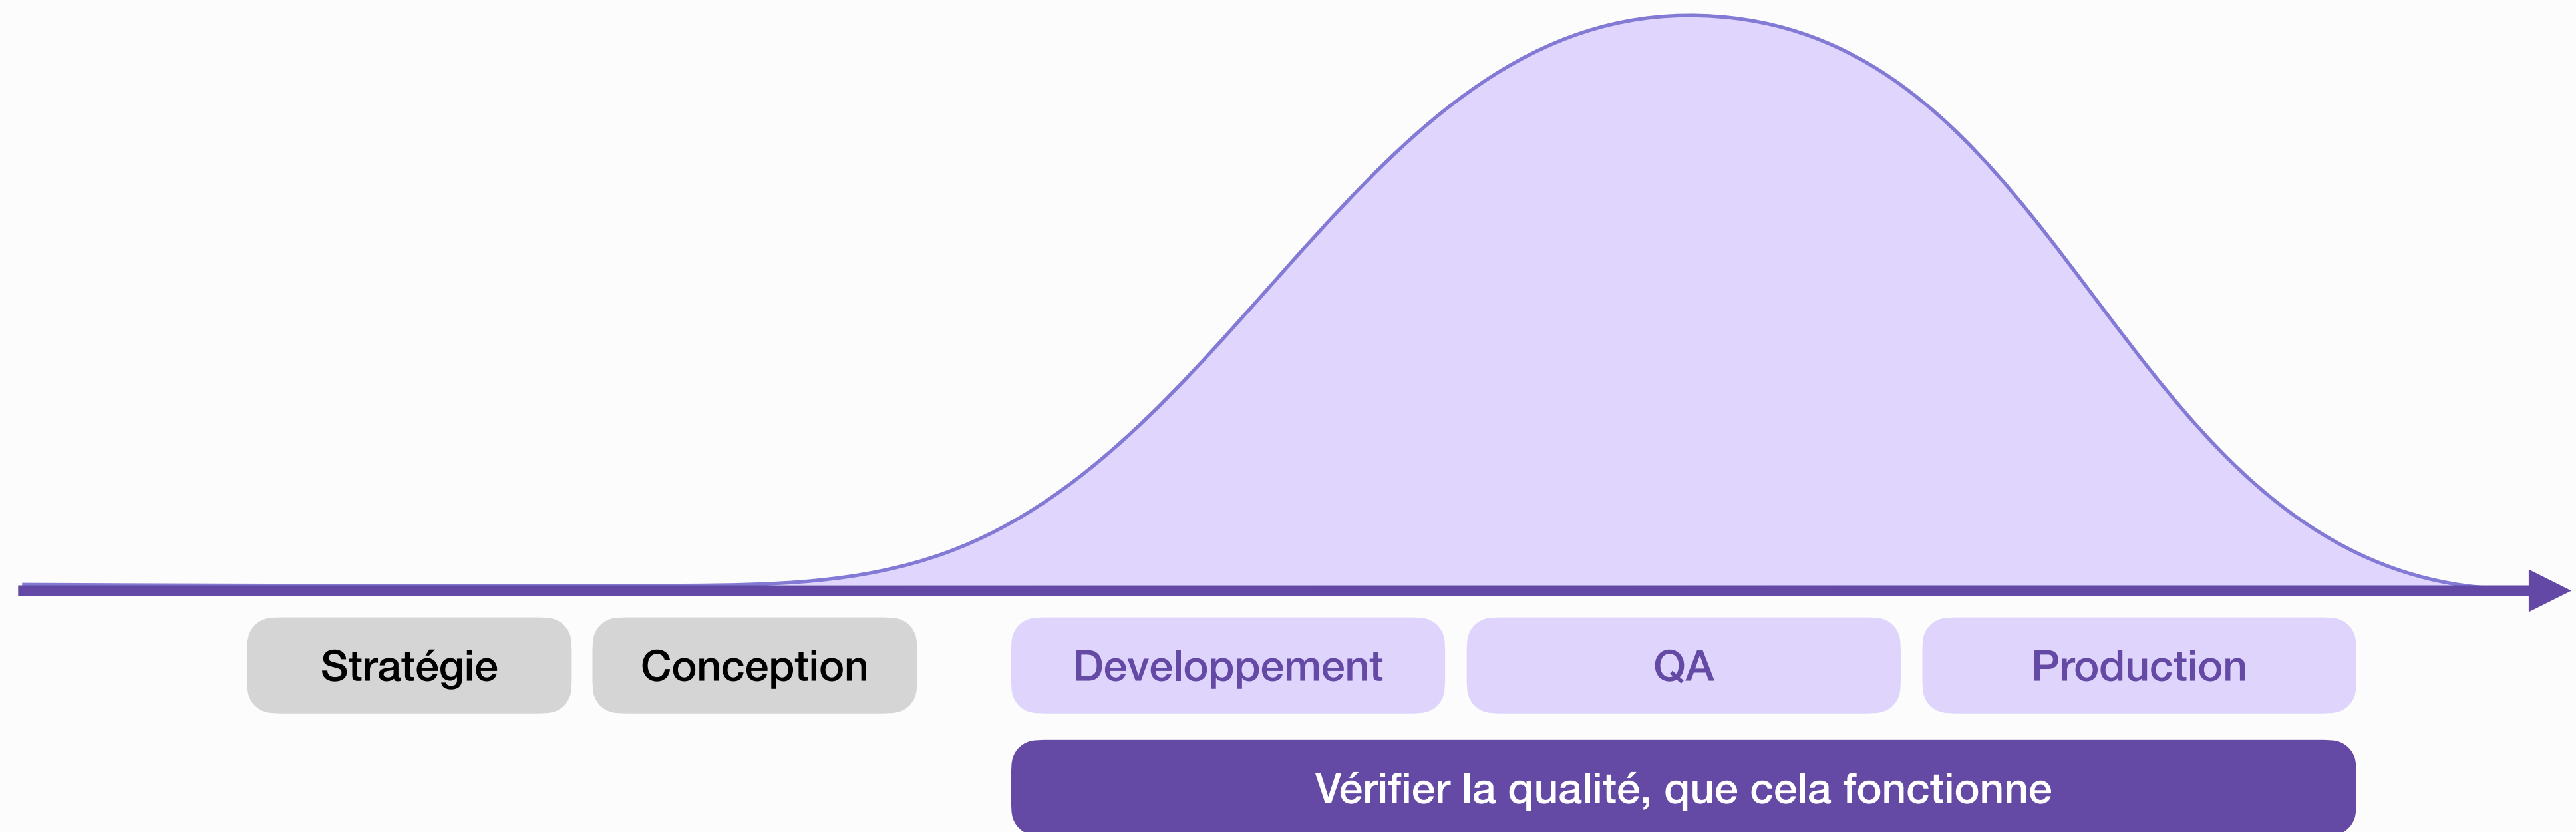 Stratégie
Conception
Developpement
QA
Production
Vérifier la qualité, que cela fonctionne